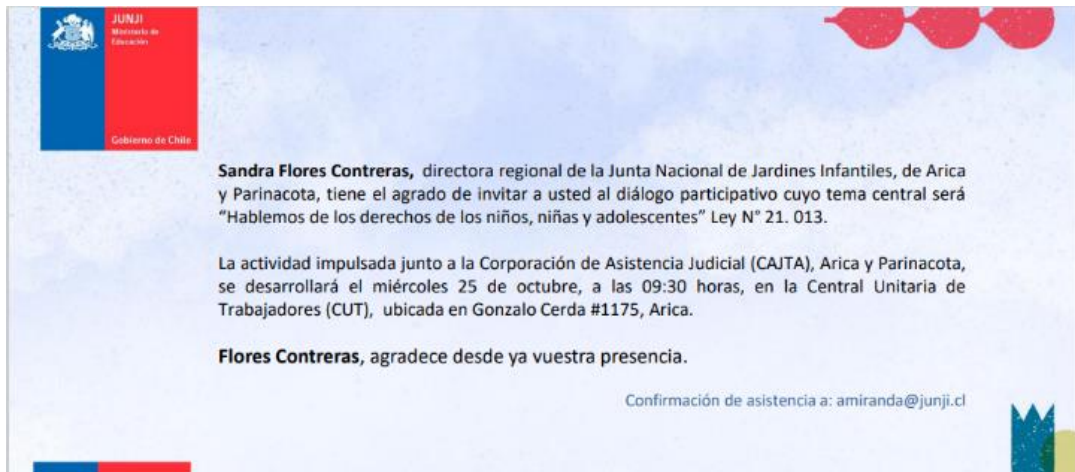 JUNJI
Ministerio de
Educación
Gobierno de Chile
Sandra Flores Contreras, directora regional de la Junta Nacional de Jardines Infantiles, de Arica
y Parinacota, tiene el agrado de invitar a usted al diálogo participativo cuyo tema central será
“Hablemos de los derechos de los niños, niñas y adolescentes” Ley N° 21. 013.
La actividad impulsada junto a la Corporación de Asistencia Judicial (CAJTA), Arica y Parinacota,
se desarrollará el miércoles 25 de octubre, a las 09:30 horas, en la Central Unitaria de
Trabajadores (CUT), ubicada en Gonzalo Cerda #1175, Arica.
Flores Contreras, agradece desde ya vuestra presencia.
Confirmación de asistencia a: amiranda@junji.cl